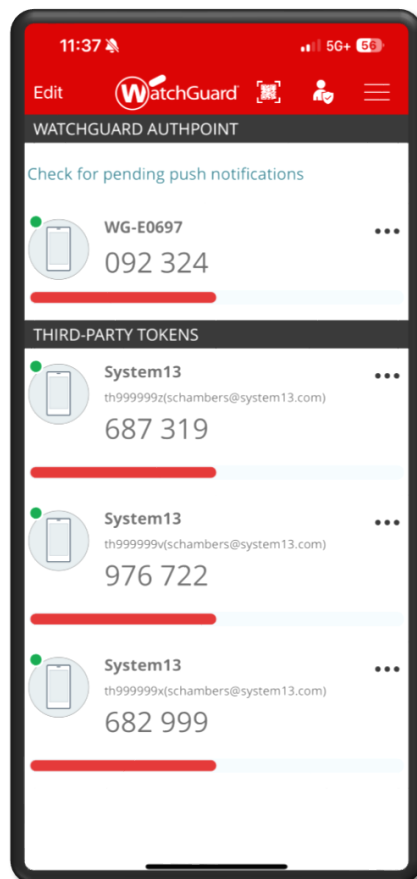 11:37
5G+ 56
Edit
WatchGuard
WATCHGUARD AUTHPOINT
Check for pending push notifications
WG-E0697
092 324
THIRD-PARTY TOKENS
System13
th999999z(schambers@system13.com)
687 319
System13
th999999v(schambers@system13.com)
976 722
System13
th999999x(schambers@system13.com)
682 999